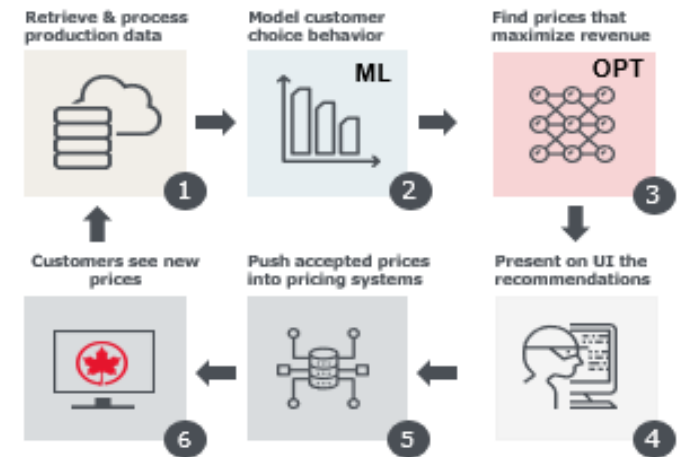 Retrieve & process
production data
Model customer
choice behavior
Find prices that
maximize revenue
ML
OPT
1
2
3
Customers see new
prices
Push accepted prices
into pricing systems
Present on UI the
recommendations
6
5
4